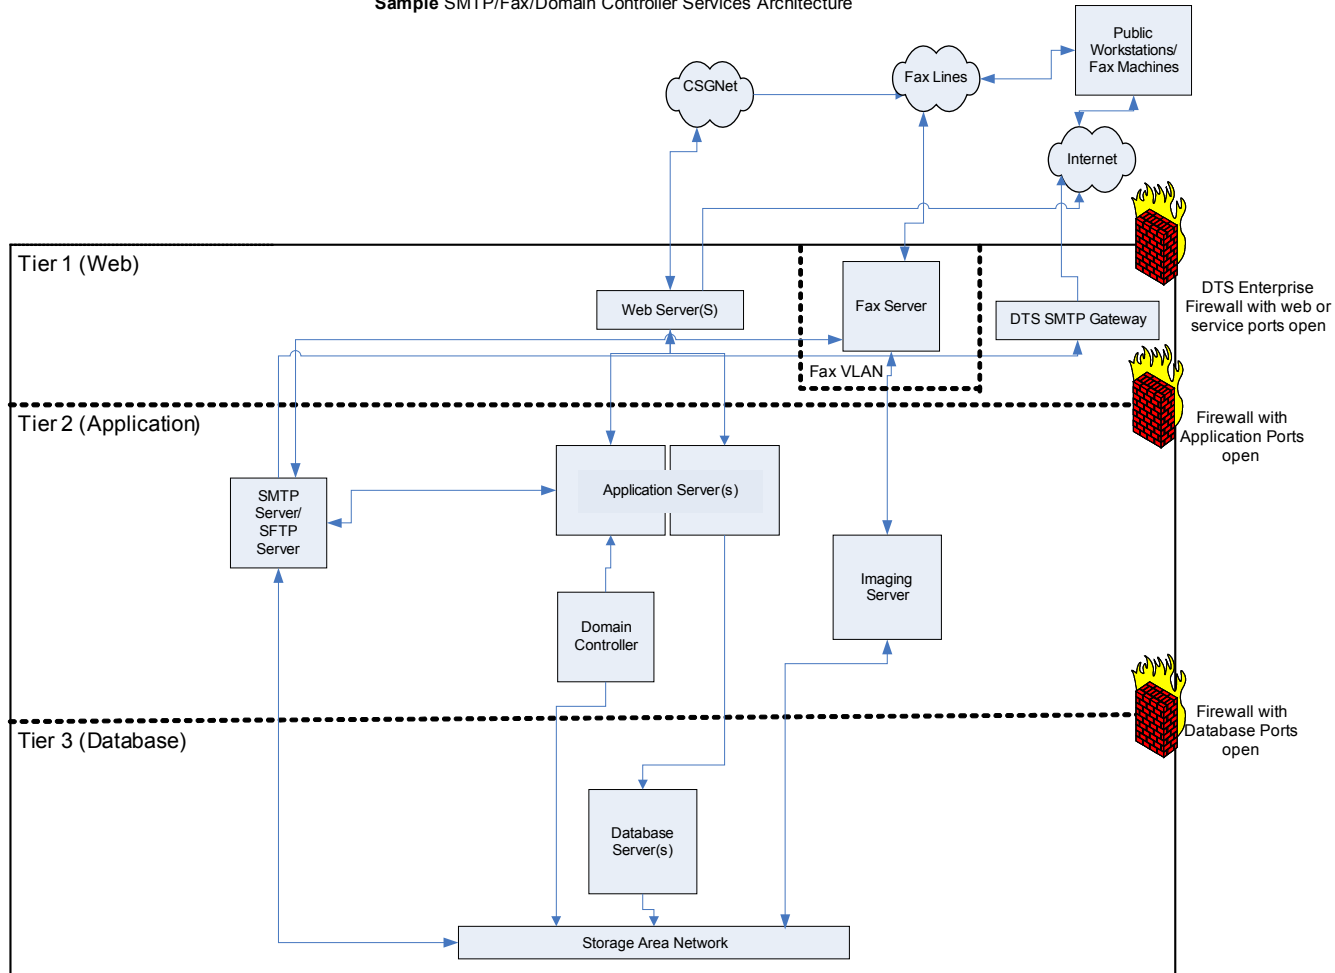 Sample SMTP/Fax/Domain Controller Services Architecture
Public
Workstations/
Fax Machines
Fax Lines
CSGNet
Internet
Tier 1 (Web)
DTS Enterprise
Firewall with web or
service ports open
Web Server(S)
Fax Server
DTS SMTP Gateway
Fax VLAN
Tier 2 (Application)
Firewall with
Application Ports
open
SMTP
Server/
SFTP
Server
Application Server(s)
Imaging
Server
Domain
Controller
Tier 3 (Database)
Firewall with
Database Ports
open
Database
Server(s)
Storage Area Network